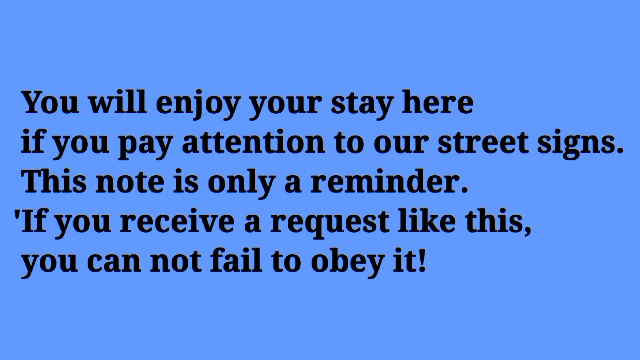 You will enjoy your stay here
if you pay attention to our street signs.
This note is only a reminder.
'If you receive a request like this,
you can not fail to obey it!